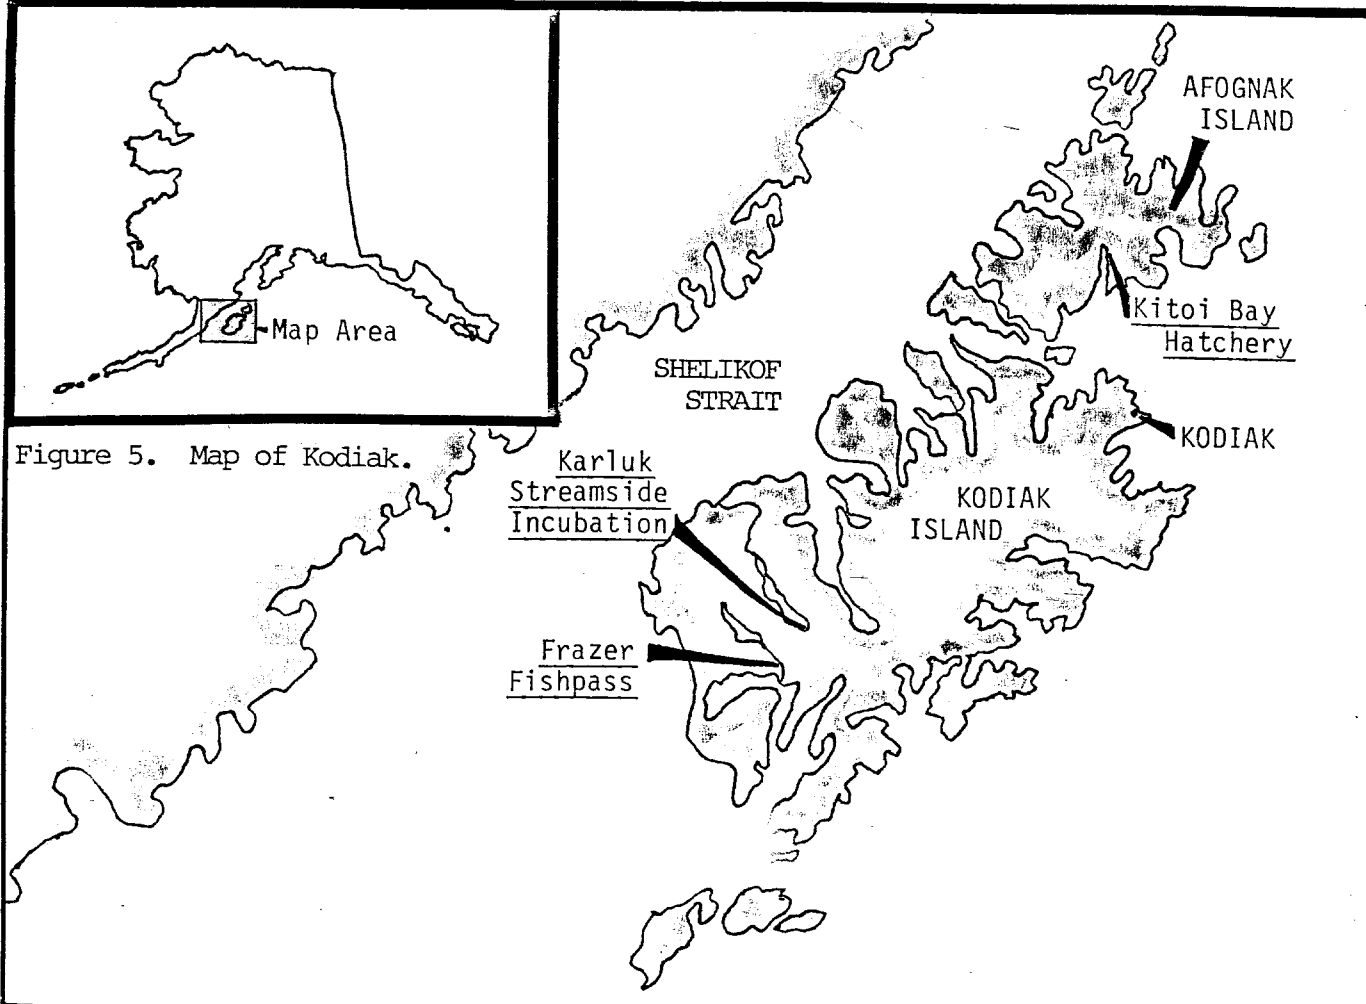 AFOGNAK
ISLAND
Map Area
Kitoi Bay
Hatchery
SHELIKOF
STRAIT
KODIAK
Figure 5. Map of Kodiak.
Karluk
Streamside
Incubation
KODIAK
ISLAND
Frazer
Fishpass